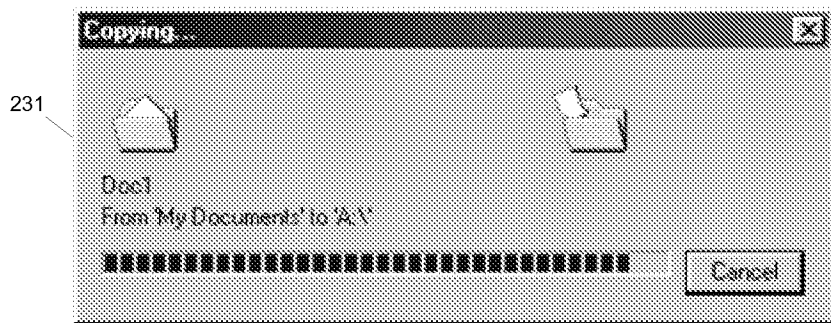 Copying...
231
Doc1
From 'My Documents' to 'A:\'
Cancel